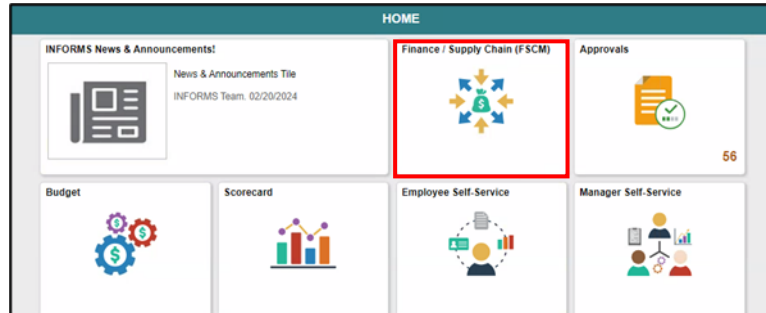 HOME
INFORMS News & Announcements!
News & Announcements Tile
INFORMS Team. 02/20/2024
Finance / Supply Chain (FSCM)
$
Approvals
56
Budget
$
$
$
Scorecard
Employee Self-Service
Manager Self-Service